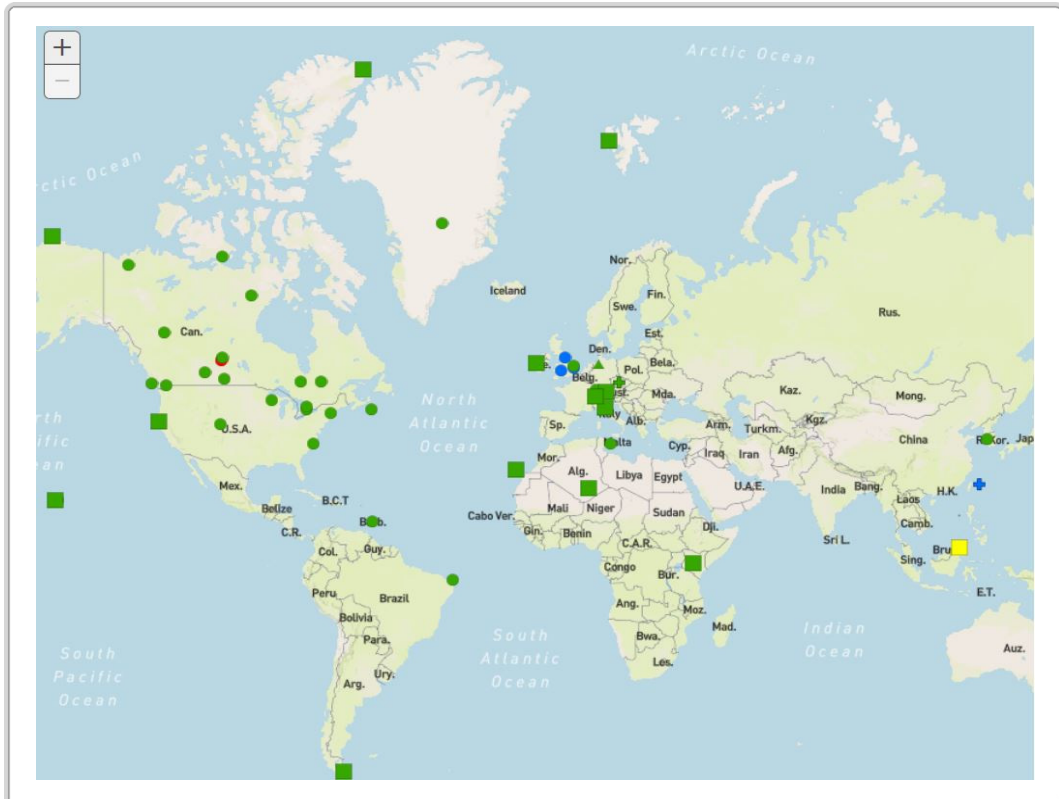 +
−
Arctic Ocean
Arctic Ocean
Nor.
Iceland
Fin.
Swe.
Rus.
Can.
Est.
Den.
Bela.
Pol.
Belg.
Kaz.
Mong.
Mda.
North
Atlantic
Ocean
Italy
Alb.
Sp.
U.S.A.
Arm.
Turkm.
Kgz.
China
Malta
Cyp.
Iraq
Iran
Afg.
Mor.
Alg.
Libya
Egypt
U.A.E.
India
Bang.
Mex.
B.C.T
Belize
C.R.
Cabo Ver.
Mali
Niger
Sudan
Laos
H.K.
Gin.
Benin
Dji.
Camb.
Sri L.
Col.
Guy.
C.A.R.
Congo
Bur.
Sing.
Bru
E.T.
Peru
Brazil
Ang.
Moz.
Bolivia
Mad.
Para.
Bwa.
Les.
Ury.
Arg.
South
Pacific
Ocean
South
Atlantic
Ocean
Indian
Ocean
Auz.